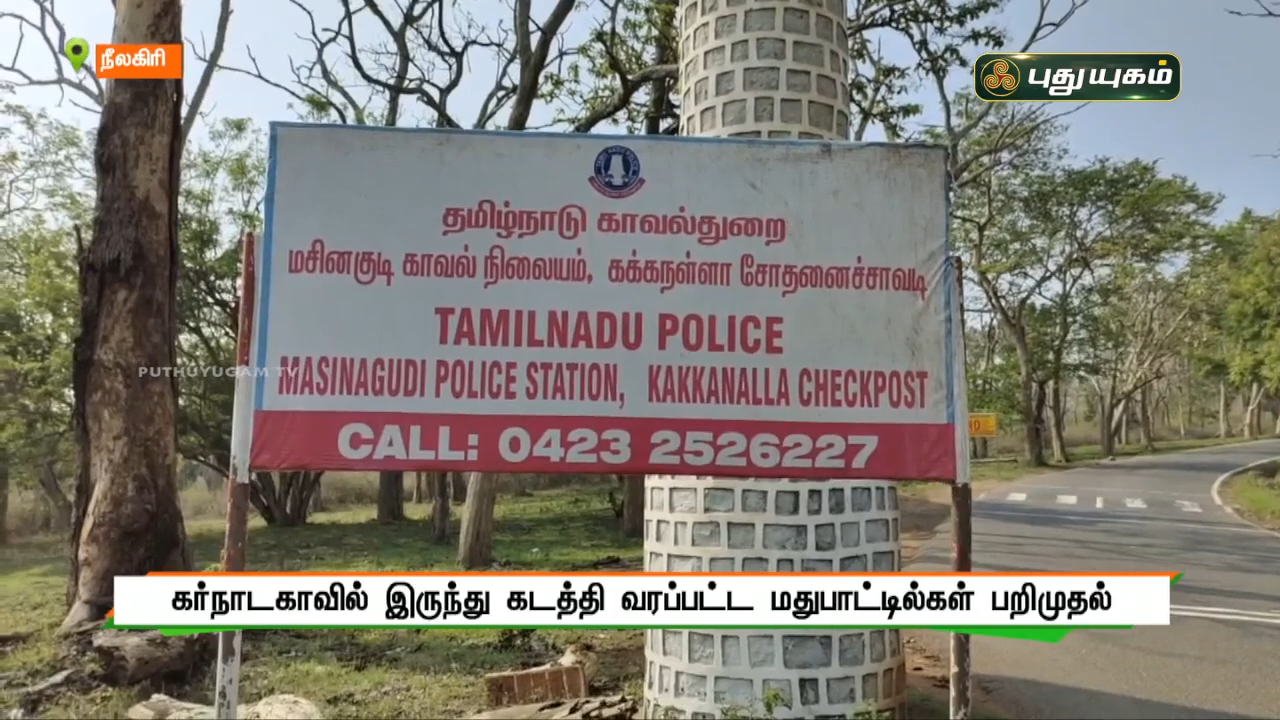 நீலகிரி
புதுயுகம்
தமிழ்நாடு காவல்துறை
மசினகுடி காவல் நிலையம், கக்கநள்ளா சோதனைச்சாவடி
TAMILNADU POLICE
MASINAGUDI POLICE STATION, KAKKANALLA CHECKPOST
CALL: 0423 2526227
PUTHUYUGAM TV
கர்நாடகாவில் இருந்து கடத்தி வரப்பட்ட மதுபாட்டில்கள் பறிமுதல்